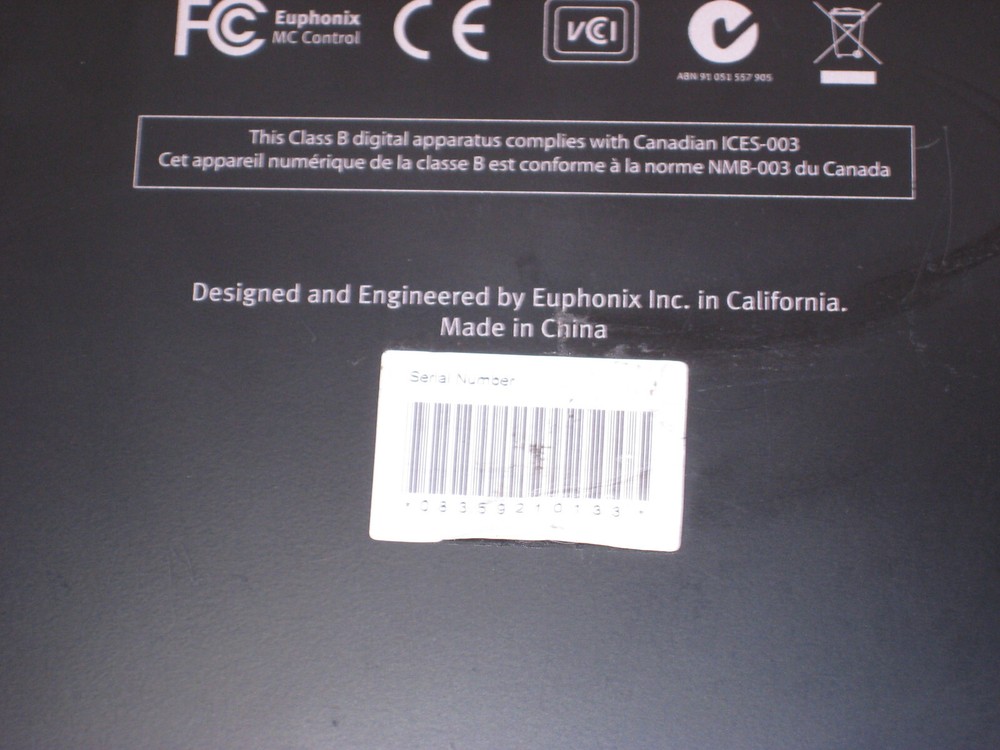 FC Euphonix
MC Control
CE
VCI
ABN 91 051 557 905
This Class B digital apparatus complies with Canadian ICES-003
Cet appareil numérique de la classe B est conforme à la norme NMB-003 du Canada
Designed and Engineered by Euphonix Inc. in California.
Made in China
Serial Number